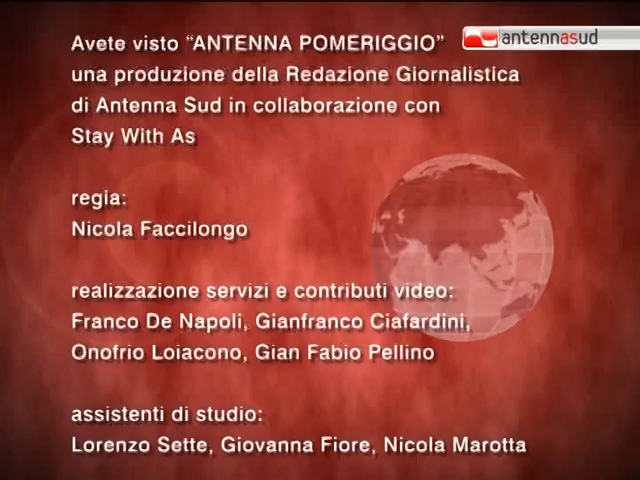 Avete visto “ANTENNA POMERIGGIO”
antennasud
una produzione della Redazione Giornalistica
di Antenna Sud in collaborazione con
Stay With As
regia:
Nicola Faccilongo
realizzazione servizi e contributi video:
Franco De Napoli, Gianfranco Ciafardini,
Onofrio Loiacono, Gian Fabio Pellino
assistenti di studio:
Lorenzo Sette, Giovanna Fiore, Nicola Marotta